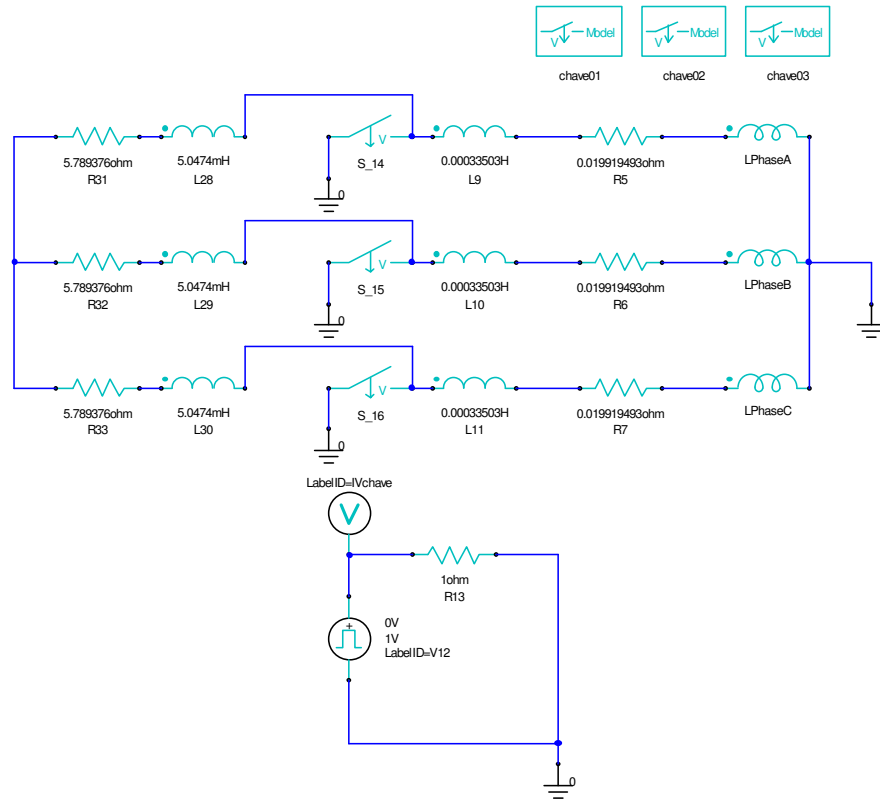 Model
Model
Model
V
V
V
chave01
chave02
chave03
5.789376ohm
R31
5.0474mH
L28
V
S_14
0
0.00033503H
L9
0.019919493ohm
R5
LPhaseA
5.789376ohm
R32
5.0474mH
L29
V
S_15
0
0.00033503H
L10
0.019919493ohm
R6
LPhaseB
0
5.789376ohm
R33
5.0474mH
L30
V
S_16
0
0.00033503H
L11
0.019919493ohm
R7
LPhaseC
LabelID=IVchave
V
1ohm
R13
+
0V
1V
LabelID=V12
0